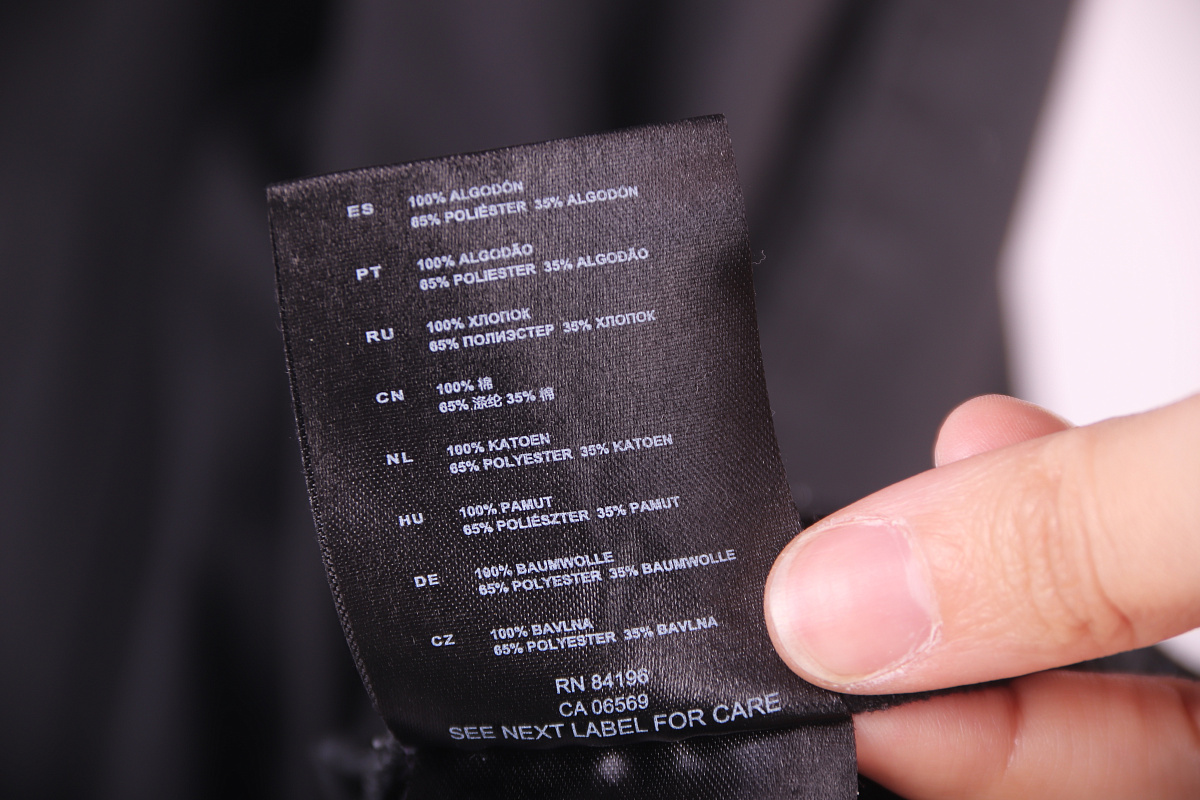 ES 100% ALGODÓN
65% POLIÉSTER 35% ALGODÓN
PT 100% ALGODÃO
65% POLIESTER 35% ALGODÃO
RU 100% ХЛОПОК
65% ПОЛИЭСТЕР 35% ХЛОПОК
CN 100% 棉
65% 涤纶 35% 棉
NL 100% KATOEN
65% POLYESTER 35% KATOEN
HU 100% PAMUT
65% POLIÉSZTER 35% PAMUT
DE 100% BAUMWOLLE
65% POLYESTER 35% BAUMWOLLE
CZ 100% BAVLNA
65% POLYESTER 35% BAVLNA
RN 84196
CA 06569
SEE NEXT LABEL FOR CARE